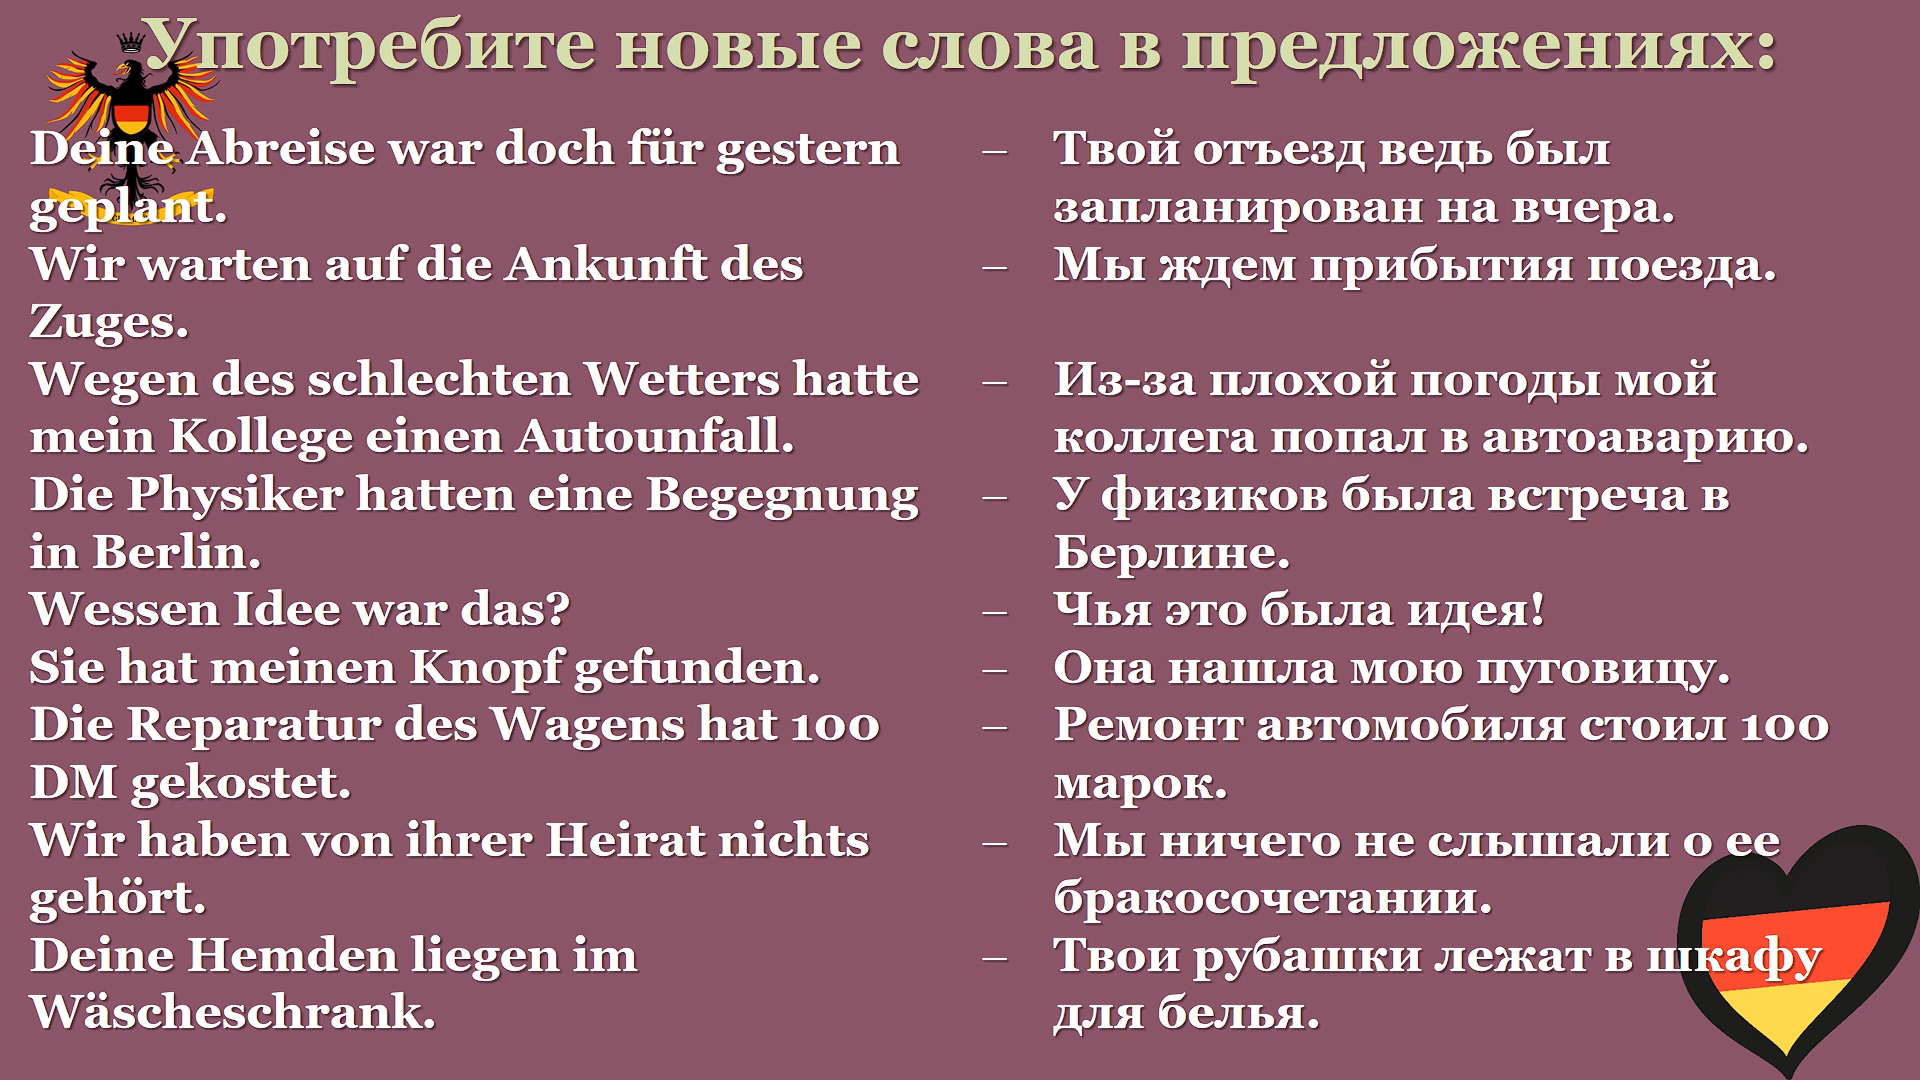 Употребите новые слова в предложениях:
Deine Abreise war doch für gestern
geplant.
– Твой отъезд ведь был
запланирован на вчера.
Wir warten auf die Ankunft des
Zuges.
– Мы ждем прибытия поезда.
Wegen des schlechten Wetters hatte
mein Kollege einen Autounfall.
– Из-за плохой погоды мой
коллега попал в автоаварию.
Die Physiker hatten eine Begegnung
in Berlin.
– У физиков была встреча в
Берлине.
Wessen Idee war das?
– Чья это была идея!
Sie hat meinen Knopf gefunden.
– Она нашла мою пуговицу.
Die Reparatur des Wagens hat 100
DM gekostet.
– Ремонт автомобиля стоил 100
марок.
Wir haben von ihrer Heirat nichts
gehört.
– Мы ничего не слышали о ее
бракосочетании.
Deine Hemden liegen im
Wäscheschrank.
– Твои рубашки лежат в шкафу
для белья.